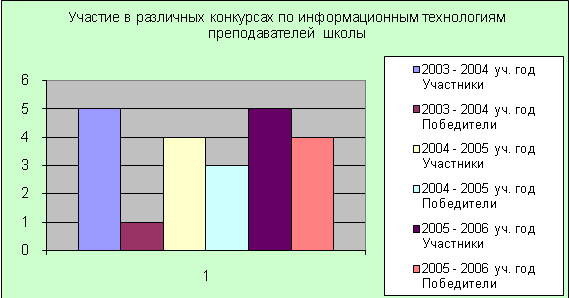 Участие в различных конкурсах по информационным технологиям
преподавателей школы
6
5
4
3
2
1
0
1
2003 - 2004 уч. год
Участники
2003 - 2004 уч. год
Победители
2004 - 2005 уч. год
Участники
2004 - 2005 уч. год
Победители
2005 - 2006 уч. год
Участники
2005 - 2006 уч. год
Победители